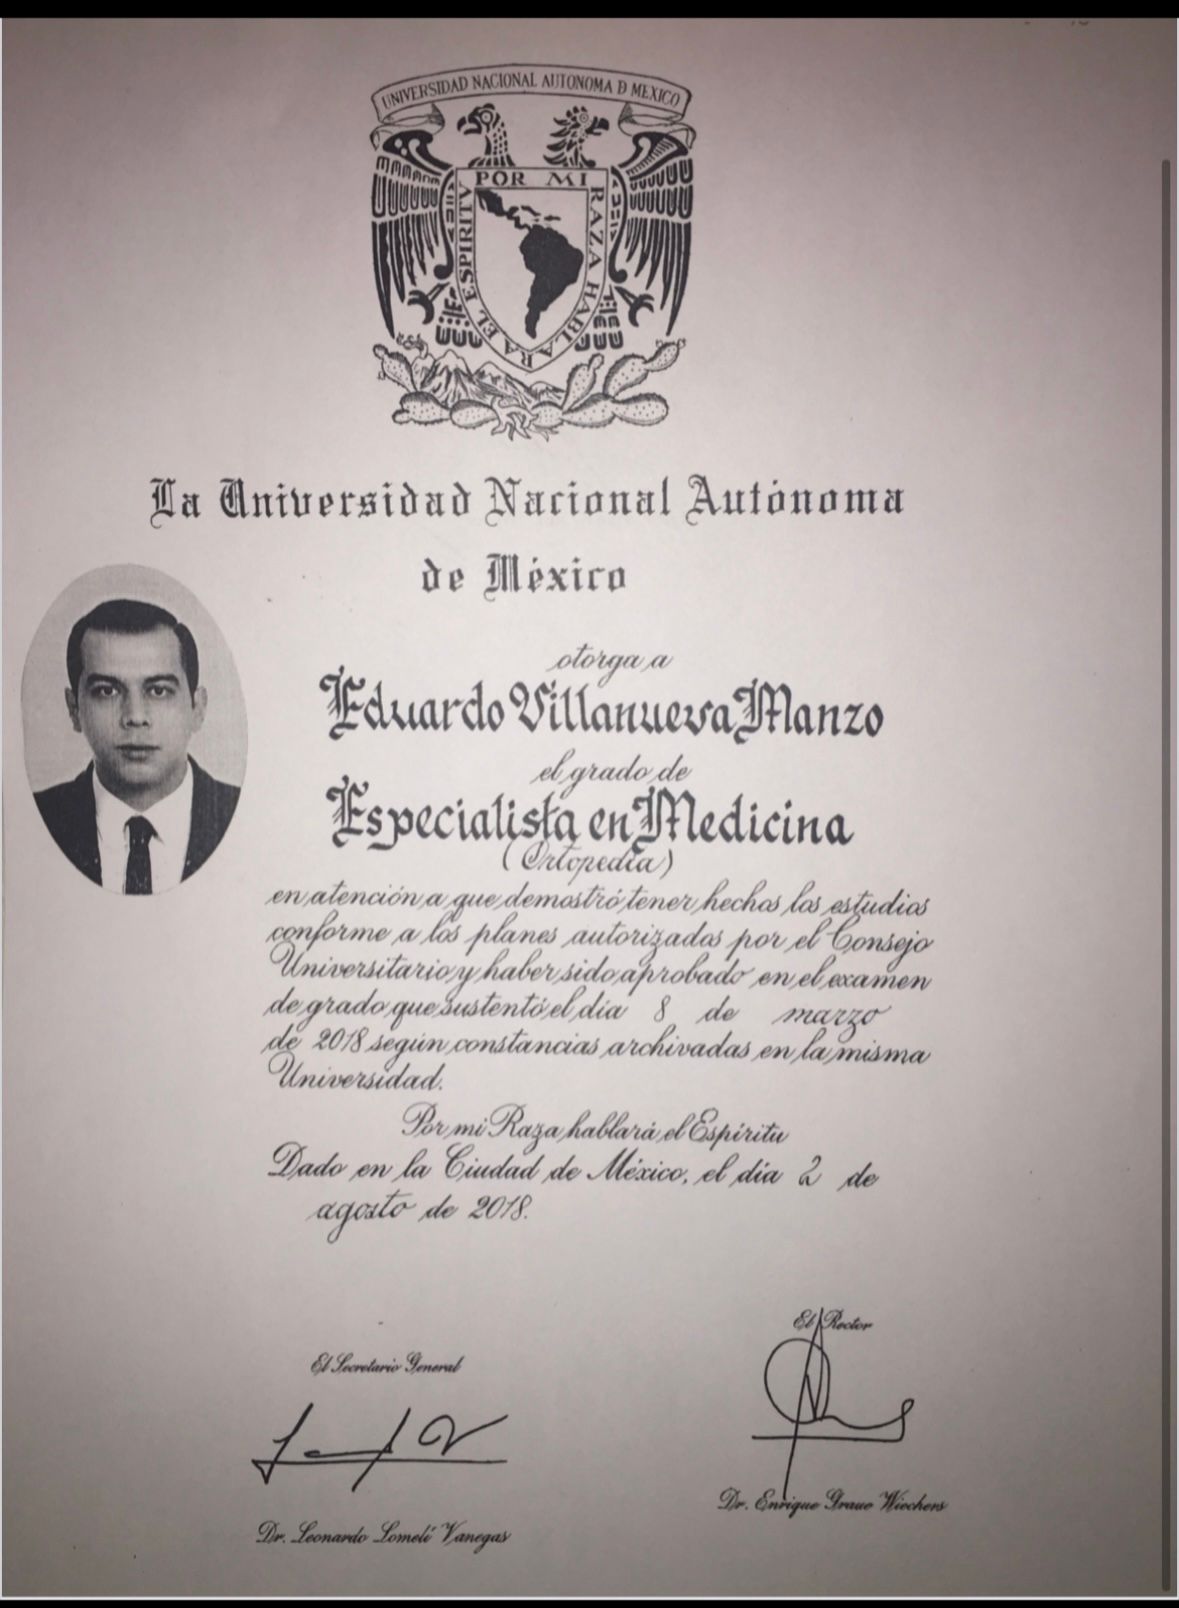 UNIVERSIDAD NACIONAL AUTONOMA D MEXICO
POR MI RAZA HABLARA EL ESPIRITU
La Universidad Nacional Autónoma
de México
otorga a
Eduardo Villanueva Manzo
el grado de
Especialista en Medicina
(Ortopedia)
en atención a que demostró tener hechos los estudios
conforme a los planes autorizados por el Consejo
Universitario y haber sido aprobado en el examen
de grado que sustentó el día 8 de marzo
de 2018 según constancias archivadas en la misma
Universidad.
Por mi Raza hablará el Espíritu
Dado en la Ciudad de México, el día 2 de
agosto de 2018.
El Rector
El Secretario General
Dr. Enrique Graue Wiechers
Dr. Leonardo Lomelí Vanegas